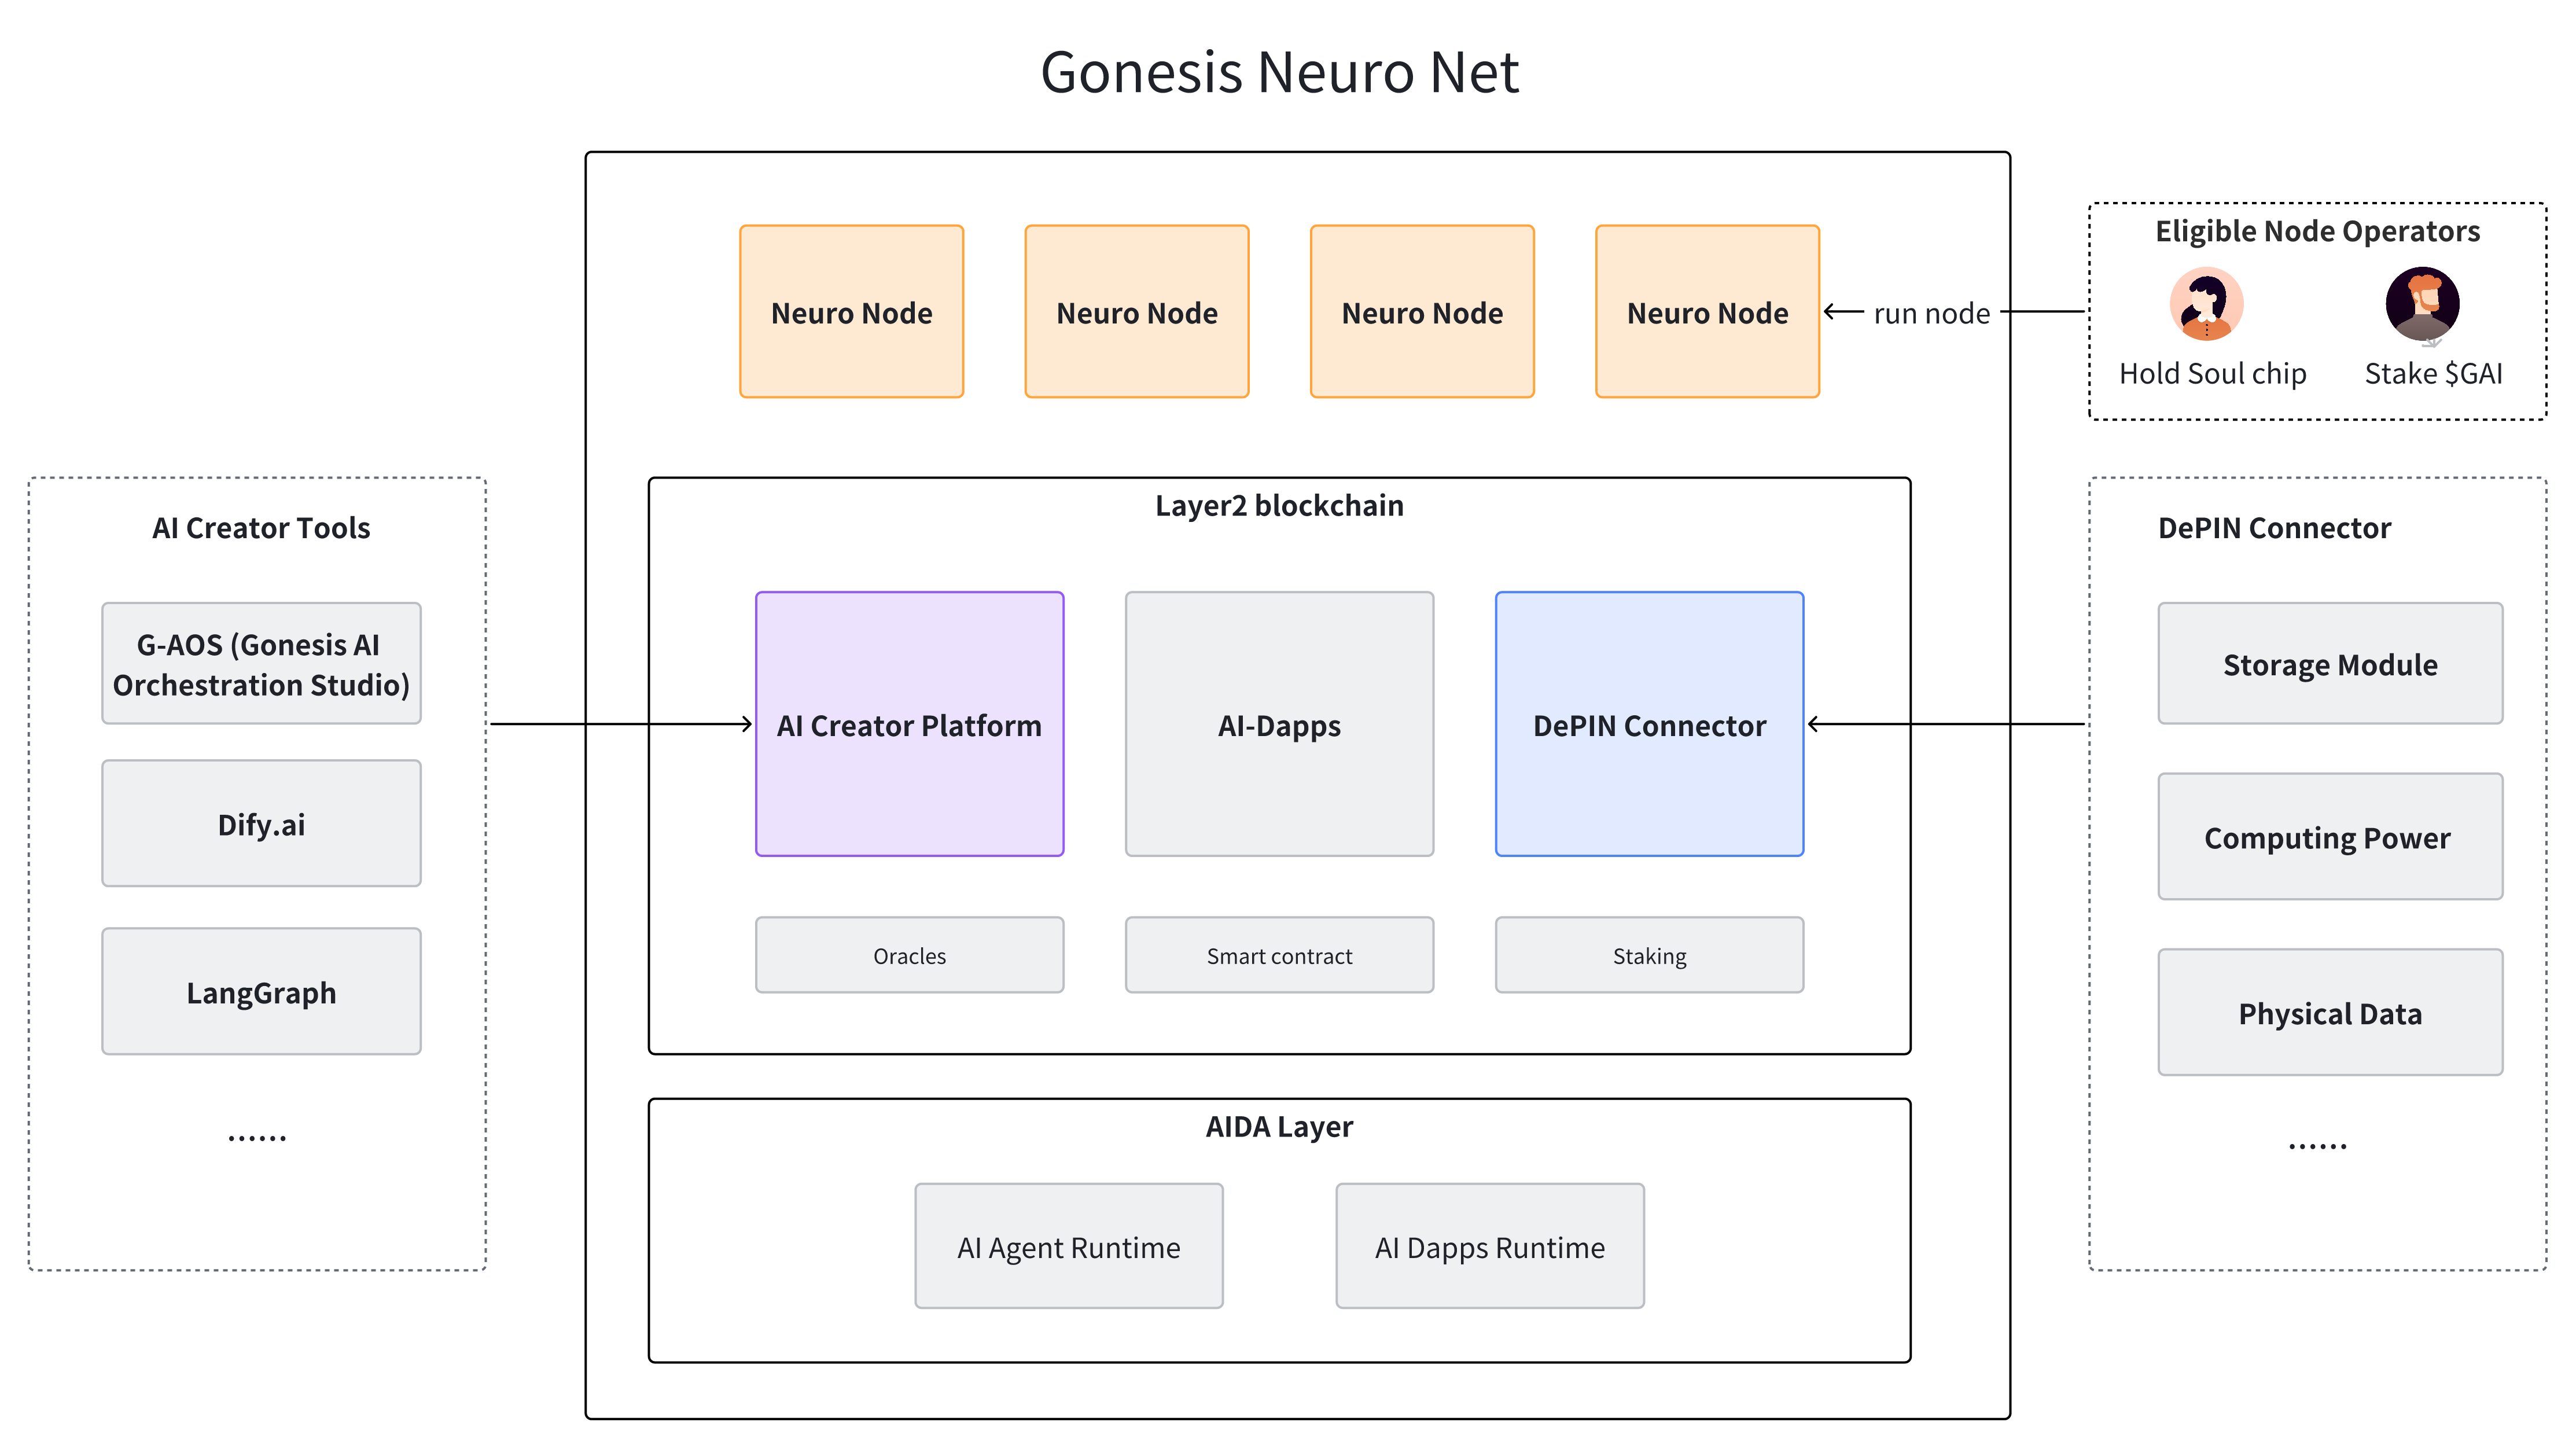 Gonesis Neuro Net
Neuro Node
Neuro Node
Neuro Node
Neuro Node
run node
Eligible Node Operators
Hold Soul chip
Stake $GAI
AI Creator Tools
G-AOS (Gonesis AI
Orchestration Studio)
Dify.ai
LangGraph
......
Layer2 blockchain
AI Creator Platform
AI-Dapps
DePIN Connector
Oracles
Smart contract
Staking
AIDA Layer
AI Agent Runtime
AI Dapps Runtime
DePIN Connector
Storage Module
Computing Power
Physical Data
......